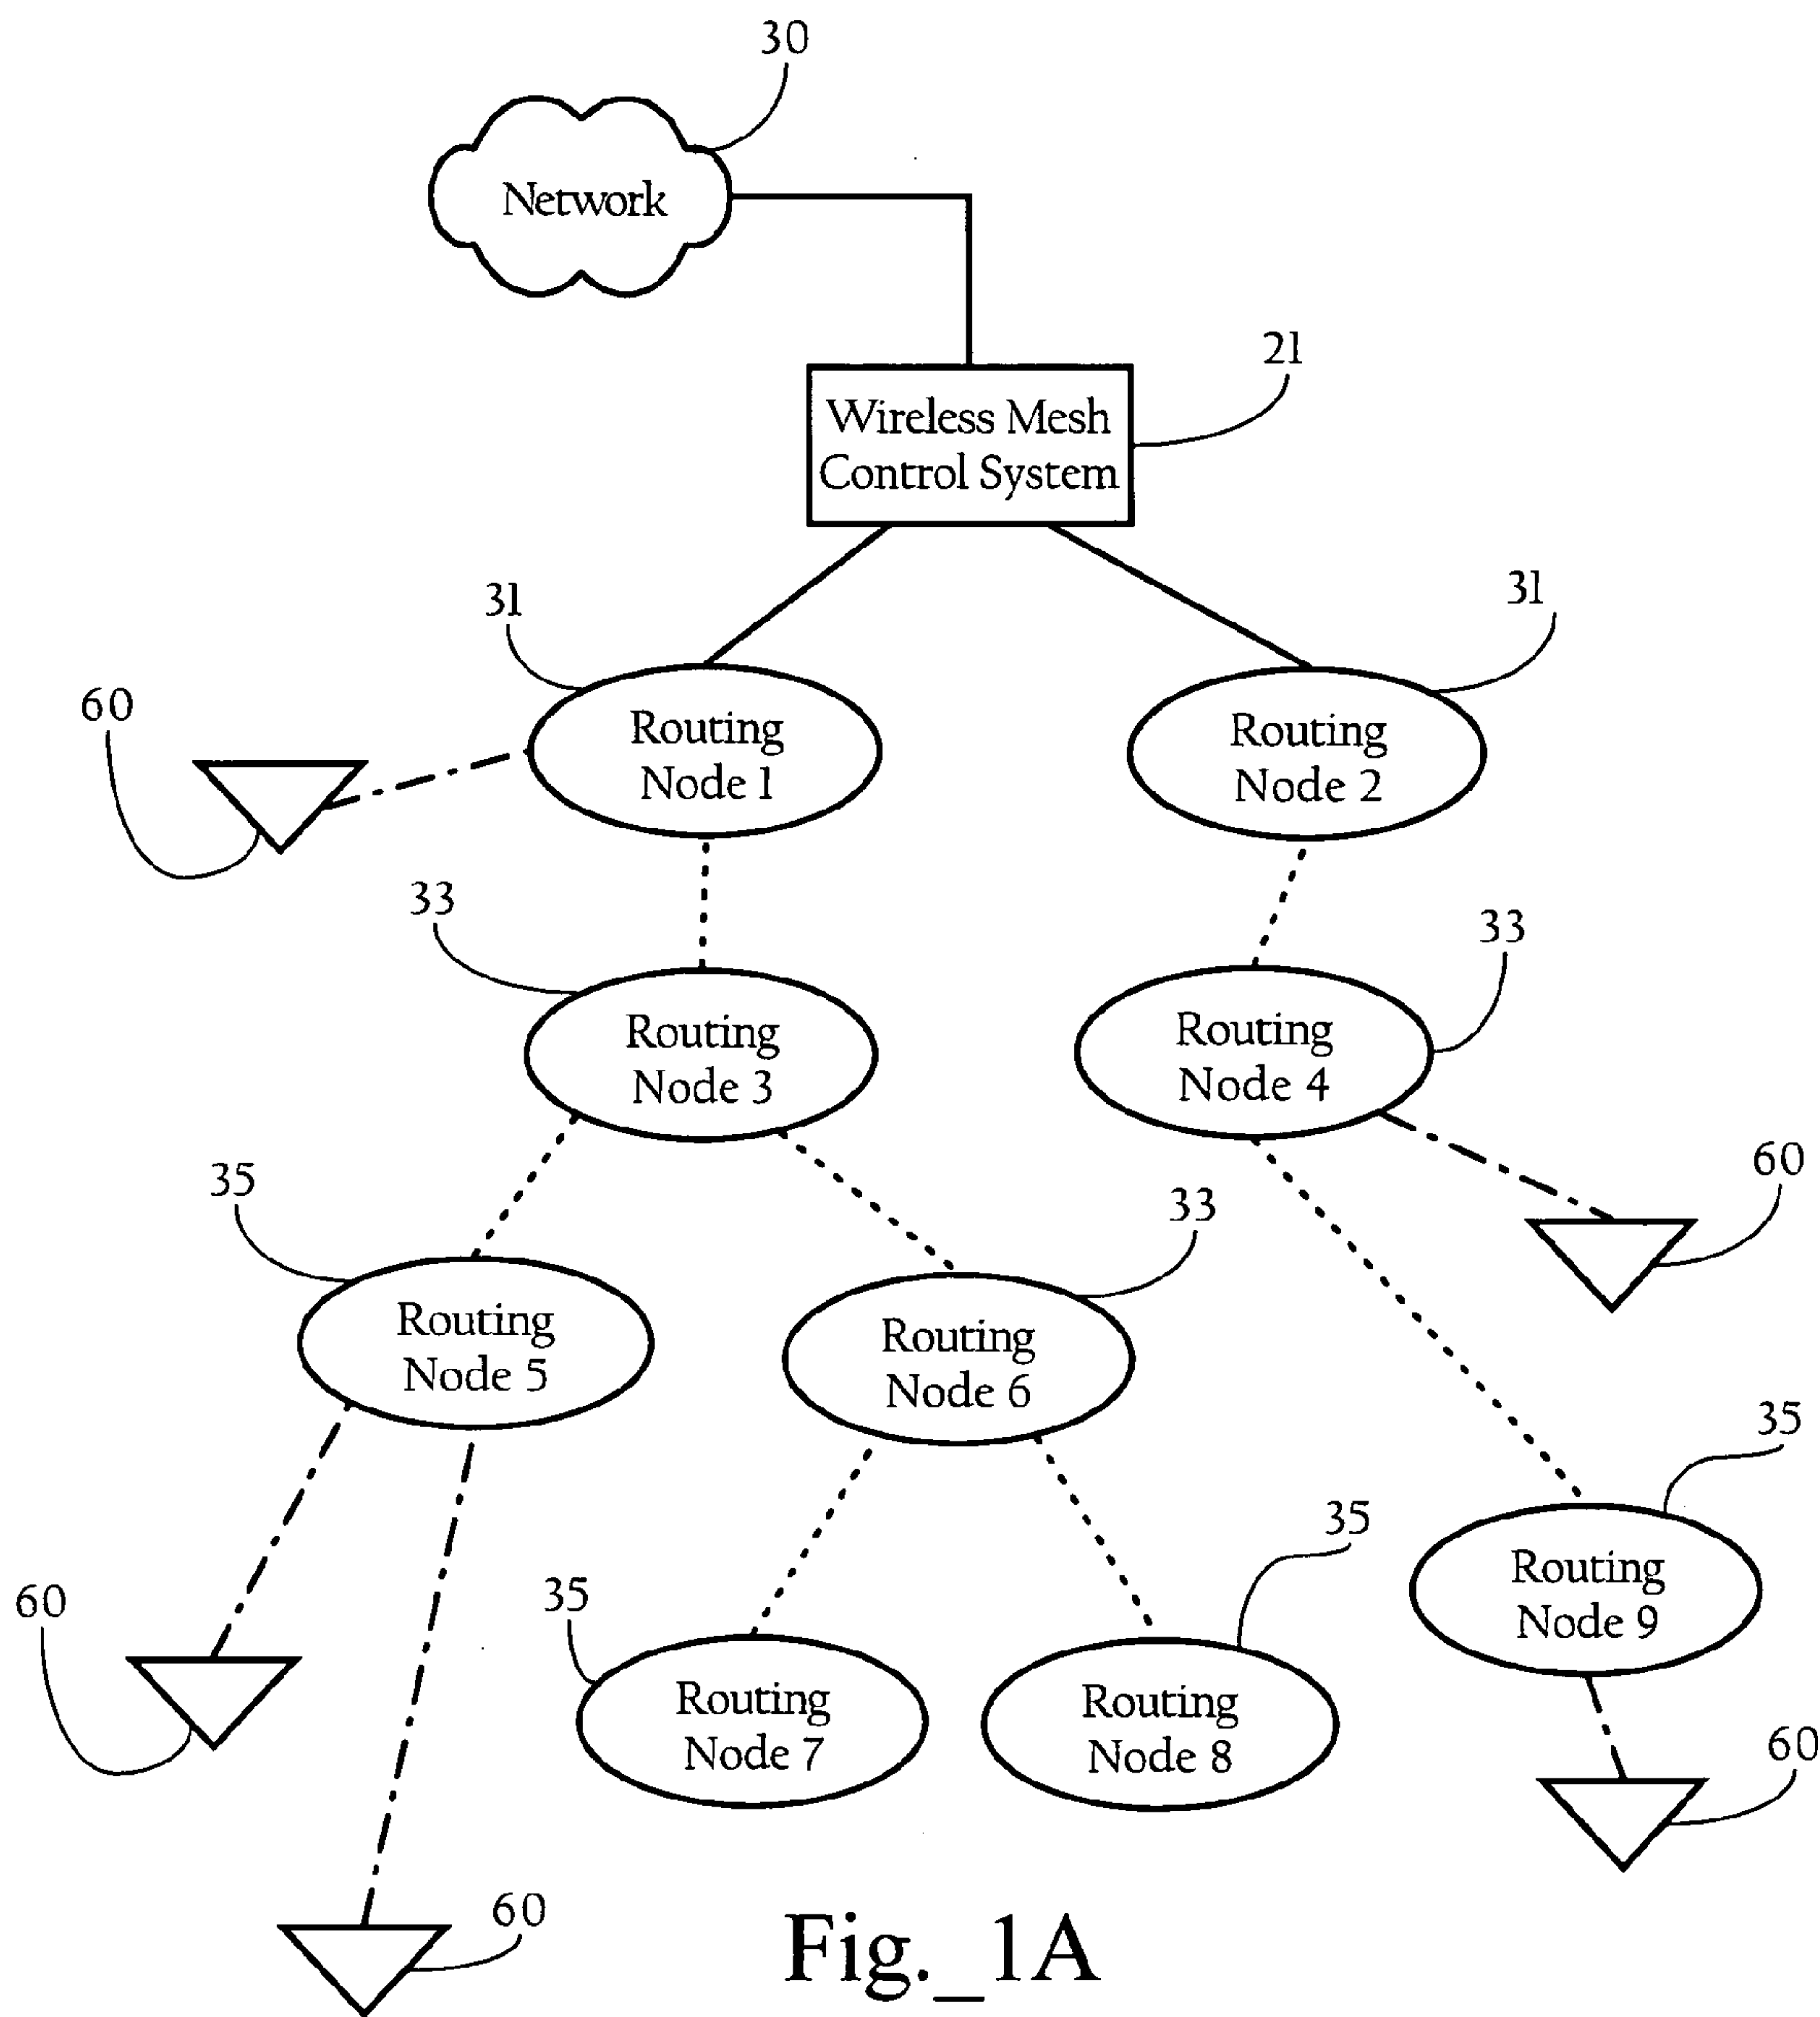 30
Network
21
Wireless Mesh
Control System
31
31
60
Routing
Node 1
Routing
Node 2
33
33
Routing
Node 3
Routing
Node 4
35
33
60
Routing
Node 5
Routing
Node 6
35
35
60
35
Routing
Node 9
Routing
Node 7
Routing
Node 8
60
60
Fig._1A